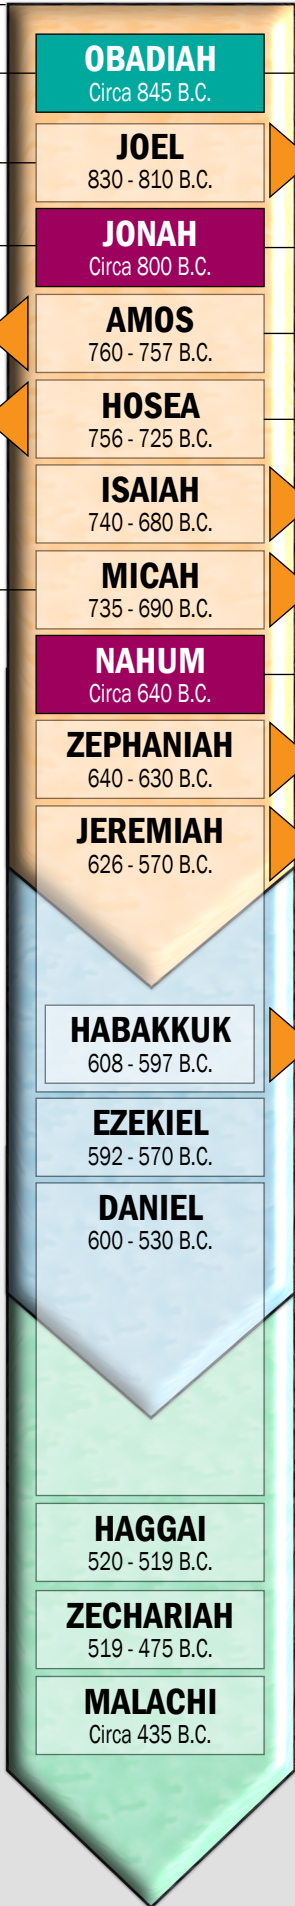 OBADIAH
Circa 845 B.C.
JOEL
830 - 810 B.C.
JONAH
Circa 800 B.C.
AMOS
760 - 757 B.C.
HOSEA
756 - 725 B.C.
ISAIAH
740 - 680 B.C.
MICAH
735 - 690 B.C.
NAHUM
Circa 640 B.C.
ZEPHANIAH
640 - 630 B.C.
JEREMIAH
626 - 570 B.C.
HABAKKUK
608 - 597 B.C.
EZEKIEL
592 - 570 B.C.
DANIEL
600 - 530 B.C.
HAGGAI
520 - 519 B.C.
ZECHARIAH
519 - 475 B.C.
MALACHI
Circa 435 B.C.